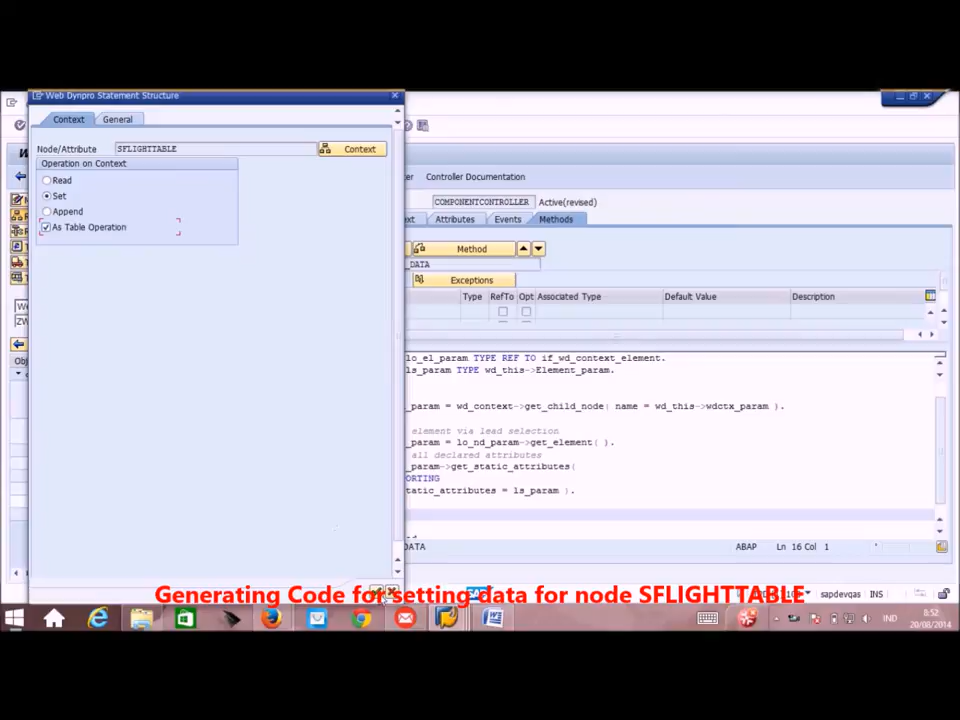 Web Dynpro Statement Structure
Context General
Node/Attribute SFLIGHTTABLE Context
Operation on Context
Read
Set
Append
As Table Operation
Controller Documentation
COMPONENTCONTROLLER Active(revised)
Attributes Events Methods
Method
_DATA
Exceptions
Type RefTo Opt Associated Type Default Value Description
lo_el_param TYPE REF TO if_wd_context_element.
ls_param TYPE wd_this->Element_param.
_param = wd_context->get_child_node( name = wd_this->wdctx_param ).
element via lead selection
_param = lo_nd_param->get_element( ).
all declared attributes
_param->get_static_attributes(
ORTING
tatic_attributes = ls_param ).
DATA ABAP Ln 16 Col 1
Generating Code for setting data for node SFLIGHTTABLE
sapdevqas INS
IND
8:52
20/08/2014